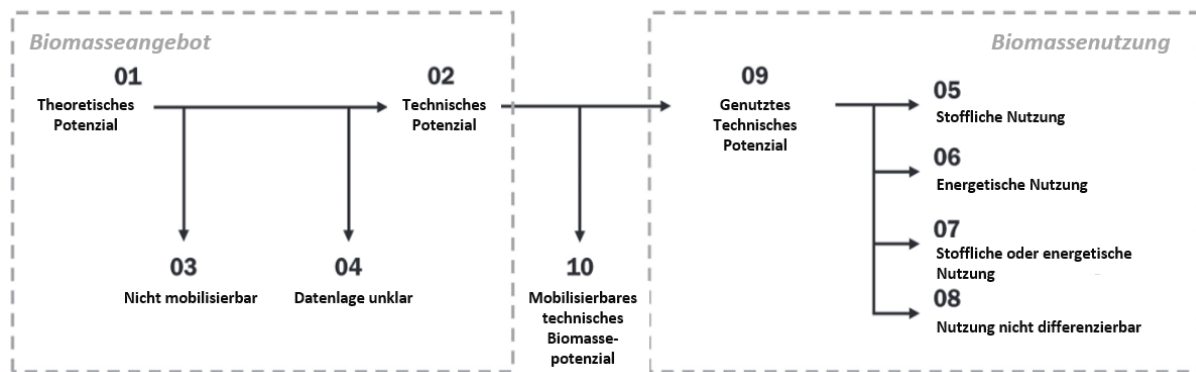 Biomasseangebot
01
Theoretisches
Potenzial
02
Technisches
Potenzial
03
Nicht mobilisierbar
04
Datenlage unklar
10
Mobilisierbares
technisches
Biomasse-
potenzial
Biomassenutzung
09
Genutztes
Technisches
Potenzial
05
Stoffliche Nutzung
06
Energetische Nutzung
07
Stoffliche oder energetische
Nutzung
08
Nutzung nicht differenzierbar